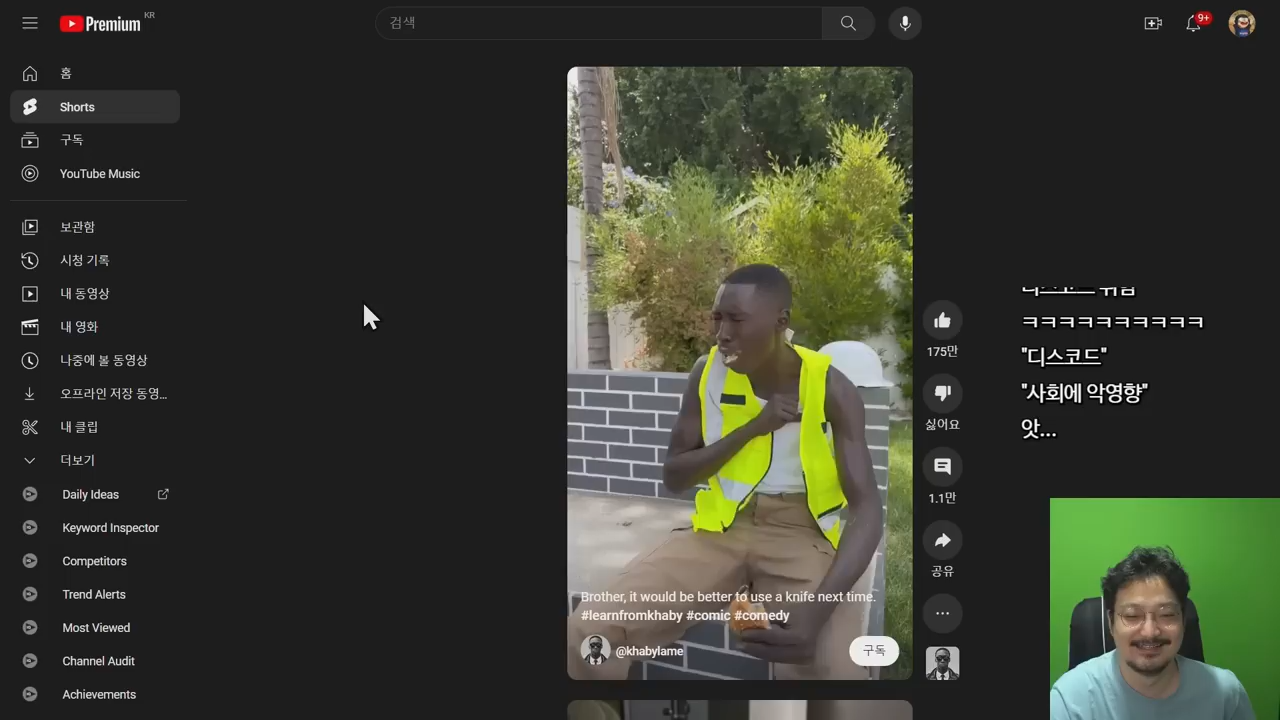 Premium KR
검색
9+
홈
Shorts
구독
YouTube Music
보관함
시청 기록
내 동영상
내 영화
나중에 볼 동영상
오프라인 저장 동영...
내 클립
더보기
Daily Ideas
Keyword Inspector
Competitors
Trend Alerts
Most Viewed
Channel Audit
Achievements
Brother, it would be better to use a knife next time.
#learnfromkhaby #comic #comedy
@khabylame
구독
175만
싫어요
1.1만
공유
ㅋㅋㅋㅋㅋㅋㅋㅋㅋㅋ
"디스코드"
"사회에 악영향"
앗...